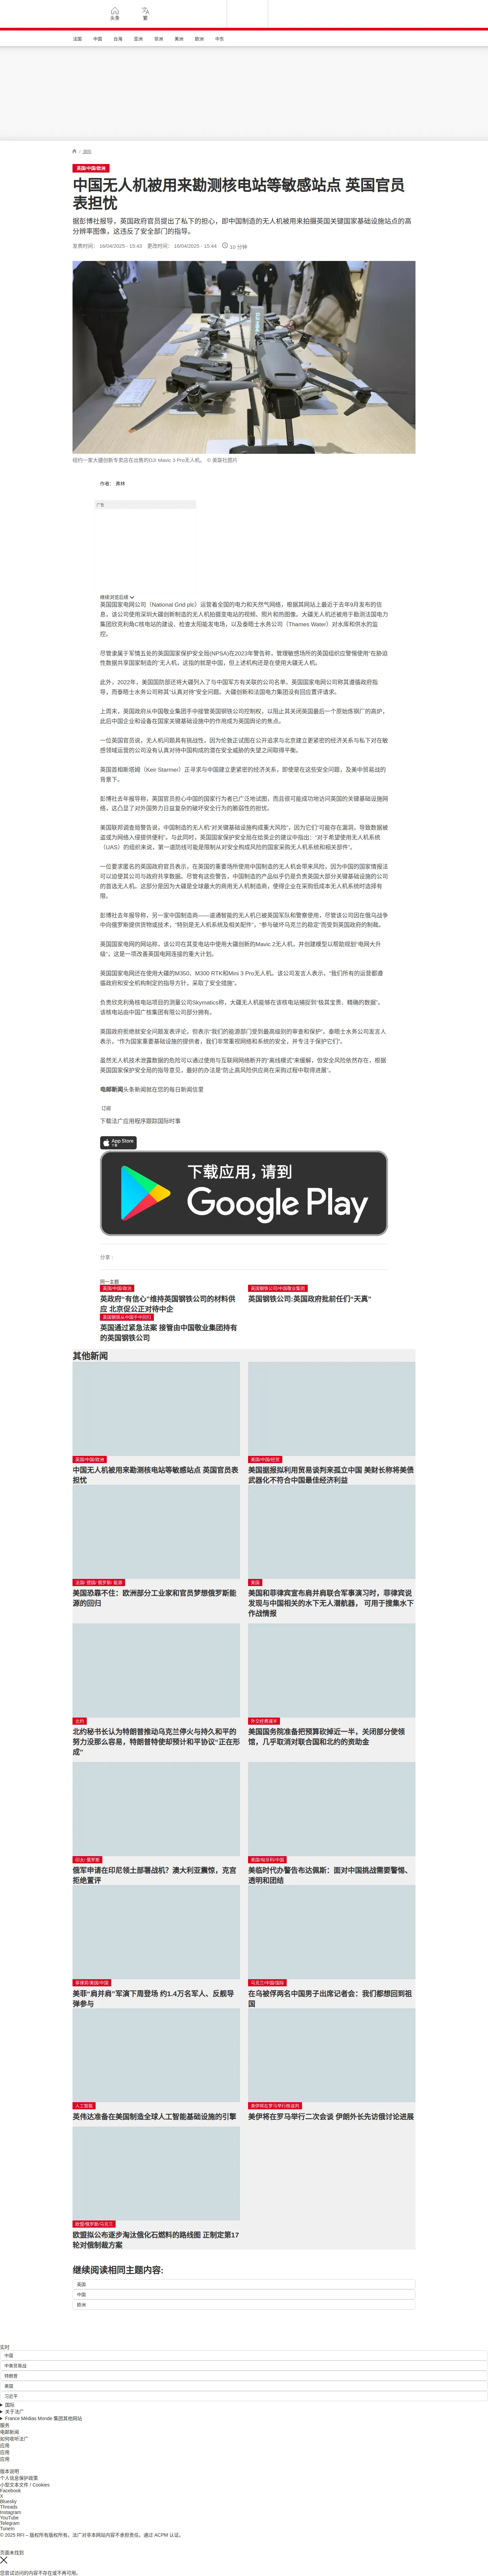 头条
繁
法国
中国
台海
亚洲
非洲
美洲
欧洲
中东
/ 国际
英国/中国/欧洲
中国无人机被用来勘测核电站等敏感站点 英国官员
表担忧
据彭博社报导，英国政府官员提出了私下的担心，即中国制造的无人机被用来拍摄英国关键国家基础设施站点的高
分辨率图像，这违反了安全部门的指导。
发表时间： 16/04/2025 - 15:43 更改时间： 16/04/2025 - 15:44 10 分钟
纽约一家大疆创新专卖店在出售的DJI Mavic 3 Pro无人机。 © 美联社图片
作者： 弗林
广告
继续浏览后续
英国国家电网公司（National Grid plc）运营着全国的电力和天然气网络，根据其网站上最近于去年9月发布的信
息，该公司使用深圳大疆创新制造的无人机拍摄变电站的视频、照片和热图像。大疆无人机还被用于勘测法国电力
集团欣克利角C核电站的建设、检查太阳能发电场，以及泰晤士水务公司（Thames Water）对水库和供水的监
控。
尽管隶属于军情五处的英国国家保护安全局(NPSA)在2023年警告称，管理敏感场所的英国组织应警惕使用“在胁迫
性数据共享国家制造的”无人机，这指的就是中国，但上述机构还是在使用大疆无人机。
此外，2022年，美国国防部还将大疆列入了与中国军方有关联的公司名单。英国国家电网公司称其遵循政府指
导，而泰晤士水务公司称其“认真对待”安全问题。大疆创新和法国电力集团没有回应置评请求。
上周末，英国政府从中国敬业集团手中接管英国钢铁公司控制权，以阻止其关闭英国最后一个原始炼钢厂的高炉，
此后中国企业和设备在国家关键基础设施中的作用成为英国舆论的焦点。
一位英国官员说，无人机问题具有挑战性，因为伦敦正试图在公开追求与北京建立更紧密的经济关系与私下对在敏
感领域运营的公司没有认真对待中国构成的潜在安全威胁的失望之间取得平衡。
英国首相斯塔姆（Keir Starmer）正寻求与中国建立更紧密的经济关系，即使是在这些安全问题，及美中贸易战的
背景下。
彭博社去年报导称，英国官员担心中国的国家行为者已广泛地试图，而且很可能成功地访问英国的关键基础设施网
络，这凸显了对外国势力日益复杂的破坏安全行为的脆弱性的担忧。
美国联邦调查局警告说，中国制造的无人机“对关键基础设施构成重大风险”，因为它们“可能存在漏洞，导致数据被
盗或为网络入侵提供便利”。与此同时，英国国家保护安全局在给英企的建议中指出：“对于希望使用无人机系统
（UAS）的组织来说，第一道防线可能是限制从对安全构成风险的国家采购无人机系统和相关部件”。
一位要求匿名的英国政府官员表示，在英国的重要场所使用中国制造的无人机会带来风险，因为中国的国家情报法
可以迫使其公司与政府共享数据。尽管有这些警告，中国制造的产品似乎仍是负责英国大部分关键基础设施的公司
的首选无人机。这部分是因为大疆是全球最大的商用无人机制造商，使得企业在采购低成本无人机系统时选择有
限。
彭博社去年报导称，另一家中国制造商——道通智能的无人机已被英国军队和警察使用，尽管该公司因在俄乌战争
中向俄罗斯提供货物或技术，“特别是无人机系统及相关配件”，“参与破坏乌克兰的稳定”而受到英国政府的制裁。
英国国家电网的网站称，该公司在其变电站中使用大疆创新的Mavic 2无人机，并创建模型以帮助规划“电网大升
级”，这是一项改善英国电网连接的重大计划。
英国国家电网还在使用大疆的M350、M300 RTK和Mini 3 Pro无人机。该公司发言人表示，“我们所有的运营都遵
循政府和安全机构制定的指导方针，采取了安全措施”。
负责欣克利角核电站项目的测量公司Skymatics称，大疆无人机能够在该核电站捕捉到“极其宝贵、精确的数据”。
该核电站由中国广核集团有限公司部分拥有。
英国政府拒绝就安全问题发表评论，但表示“我们的能源部门受到最高级别的审查和保护”。泰晤士水务公司发言人
表示，“作为国家重要基础设施的提供者，我们非常重视网络和系统的安全，并专注于保护它们”。
虽然无人机技术泄露数据的危险可以通过使用与互联网网络断开的“离线模式”来缓解，但安全风险依然存在，根据
英国国家保护安全局的指导意见，最好的办法是“防止高风险供应商在采购过程中取得进展”。
电邮新闻头条新闻就在您的每日新闻信里
订阅
下载法广应用程序跟踪国际时事
App Store
下载
下载应用，请到
Google Play
分享 :
同一主题
英国/中国/政治
英政府“有信心”维持英国钢铁公司的材料供
应 北京促公正对待中企
英国钢铁公司/中国敬业集团
英国钢铁公司:英国政府批前任们“天真”
英国钢铁从中国手中回归
英国通过紧急法案 接管由中国敬业集团持有
的英国钢铁公司
其他新闻
英国/中国/欧洲
中国无人机被用来勘测核电站等敏感站点 英国官员表
担忧
美国/中国/经贸
美国据报拟利用贸易谈判来孤立中国 美财长称将美债
武器化不符合中国最佳经济利益
法国/ 德国/ 俄罗斯/ 能源
美国恐靠不住：欧洲部分工业家和官员梦想俄罗斯能
源的回归
美国
美国和菲律宾宣布肩并肩联合军事演习时，菲律宾说
发现与中国相关的水下无人潜航器， 可用于搜集水下
作战情报
北约
北约秘书长认为特朗普推动乌克兰停火与持久和平的
努力没那么容易，特朗普特使却预计和平协议“正在形
成”
外交经费减半
美国国务院准备把预算砍掉近一半，关闭部分使领
馆，几乎取消对联合国和北约的资助金
印太/ 俄罗斯
俄军申请在印尼领土部署战机？澳大利亚震惊，克宫
拒绝置评
美国/匈牙利/中国
美临时代办警告布达佩斯：面对中国挑战需要警惕、
透明和团结
菲律宾/美国/中国
美菲“肩并肩”军演下周登场 约1.4万名军人、反舰导
弹参与
乌克兰/中国/国际
在乌被俘两名中国男子出席记者会：我们都想回到祖
国
人工智能
英伟达准备在美国制造全球人工智能基础设施的引擎
美伊将在罗马举行核谈判
美伊将在罗马举行二次会谈 伊朗外长先访俄讨论进展
欧盟/俄罗斯/乌克兰
欧盟拟公布逐步淘汰俄化石燃料的路线图 正制定第17
轮对俄制裁方案
继续阅读相同主题内容:
英国
中国
欧洲
实时
中国
中美贸易战
特朗普
美国
习近平
国际
关于法广
France Médias Monde 集团其他网站
服务
电邮新闻
如何收听法广
应用
应用
应用
版本说明
个人信息保护政策
小型文本文件 / Cookies
Facebook
X
Bluesky
Threads
Instagram
YouTube
Telegram
TuneIn
© 2025 RFI – 版权所有版权所有。法广对非本网站内容不承担责任。通过 ACPM 认证。
页面未找到
您尝试访问的内容不存在或不再可用。